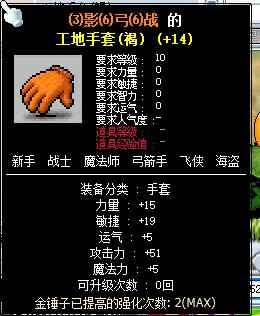 (3)影(6)弓(6)战 的
工地手套(褐) (+14)
要求等级: 10
要求力量: 0
要求敏捷: 0
要求智力: 0
要求运气: 0
要求人气度: -
道具等级: -
道具经验值: -
新手 战士 魔法师 弓箭手 飞侠 海盗
装备分类 : 手套
力量 : +15
敏捷 : +19
运气 : +5
攻击力 : +51
魔法力 : +5
可升级次数 : 0回
金锤子已提高的强化次数: 2(MAX)